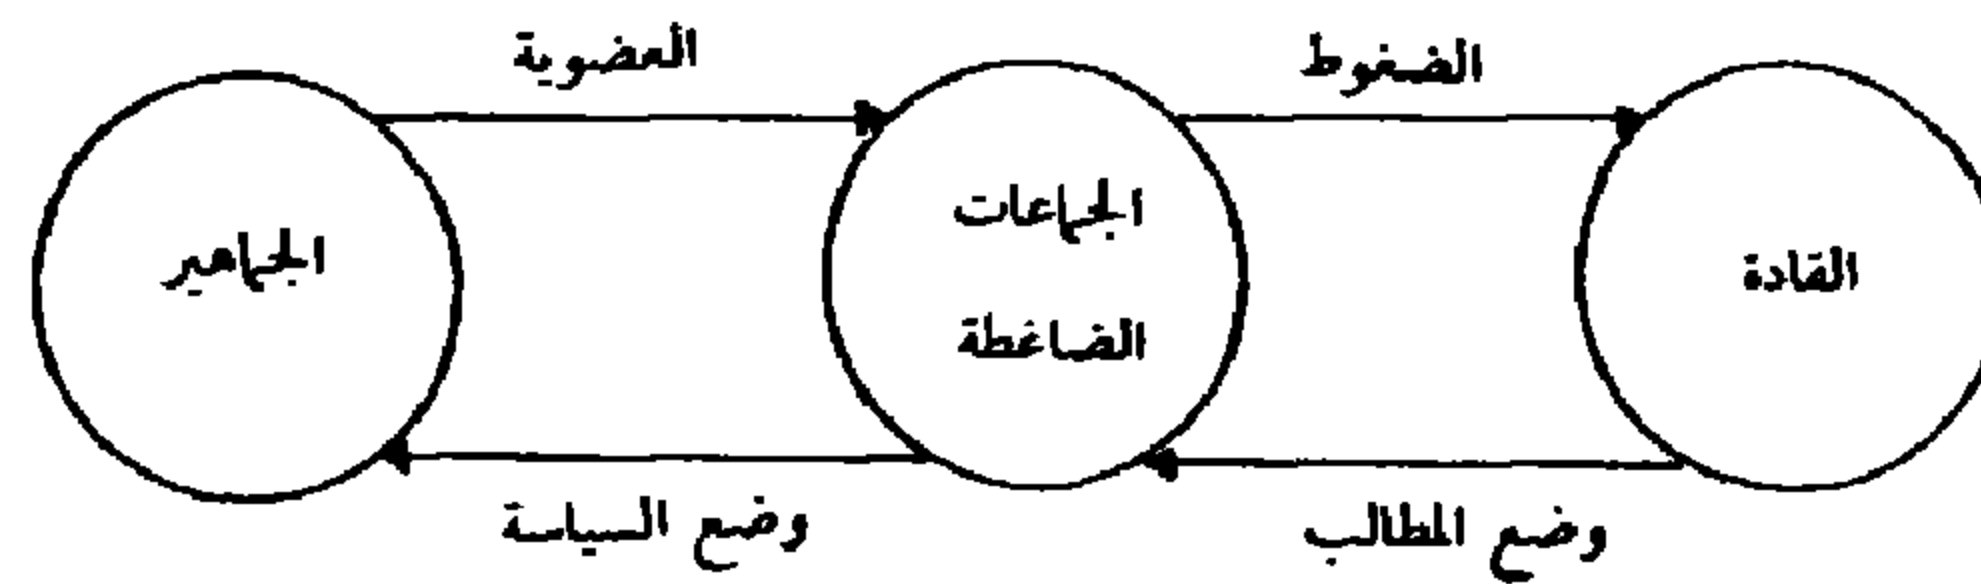 الضغوط
العضوية
القادة
الجماعات
الضاغطة
الجماهير
وضع المطالب
وضع السياسة